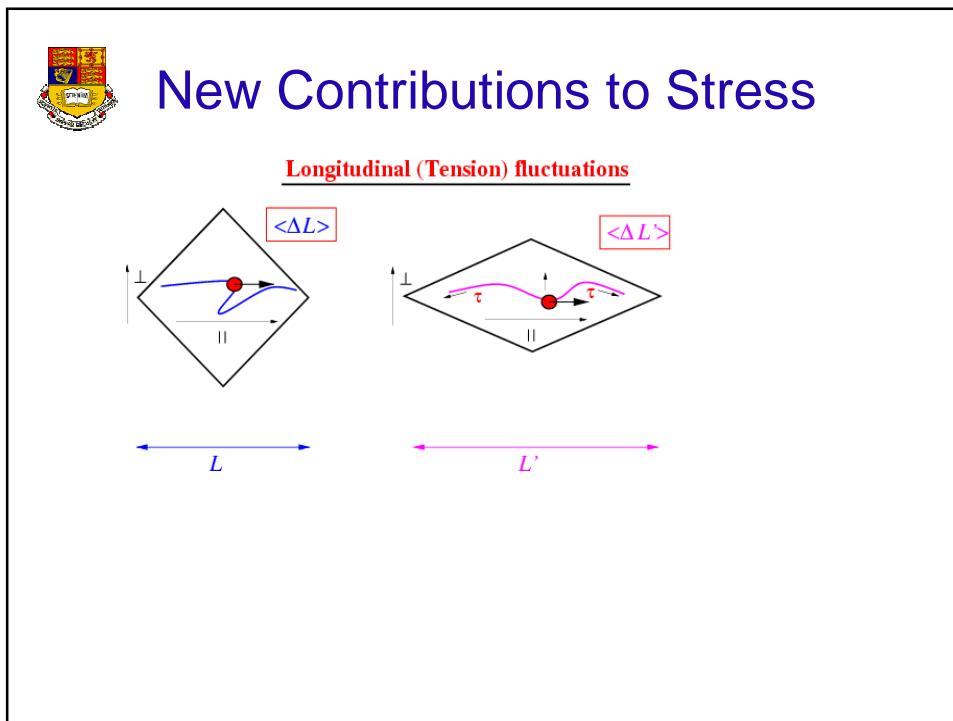 New Contributions to Stress
Longitudinal (Tension) fluctuations
<ΔL>
<ΔL'>
⊥
||
⊥
τ
τ
||
L
L'